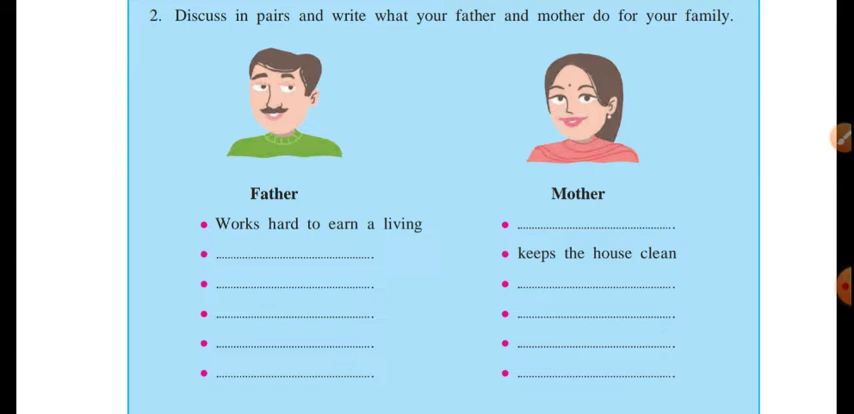 2. Discuss in pairs and write what your father and mother do for your family.
Father
Mother
• Works hard to earn a living
• ............................................... .
• ............................................... .
• keeps the house clean
• ............................................... .
• ............................................... .
• ............................................... .
• ............................................... .
• ............................................... .
• ............................................... .
• ............................................... .
• ............................................... .